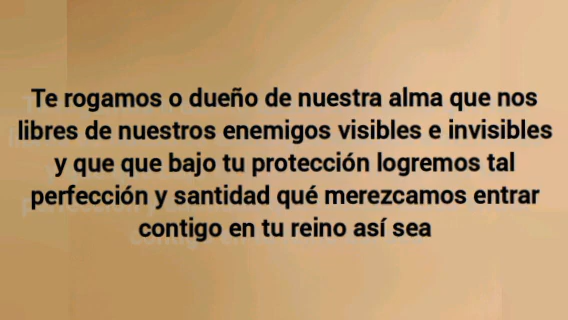 Te rogamos o dueño de nuestra alma que nos
libres de nuestros enemigos visibles e invisibles
y que que bajo tu protección logremos tal
perfección y santidad qué merezcamos entrar
contigo en tu reino así sea